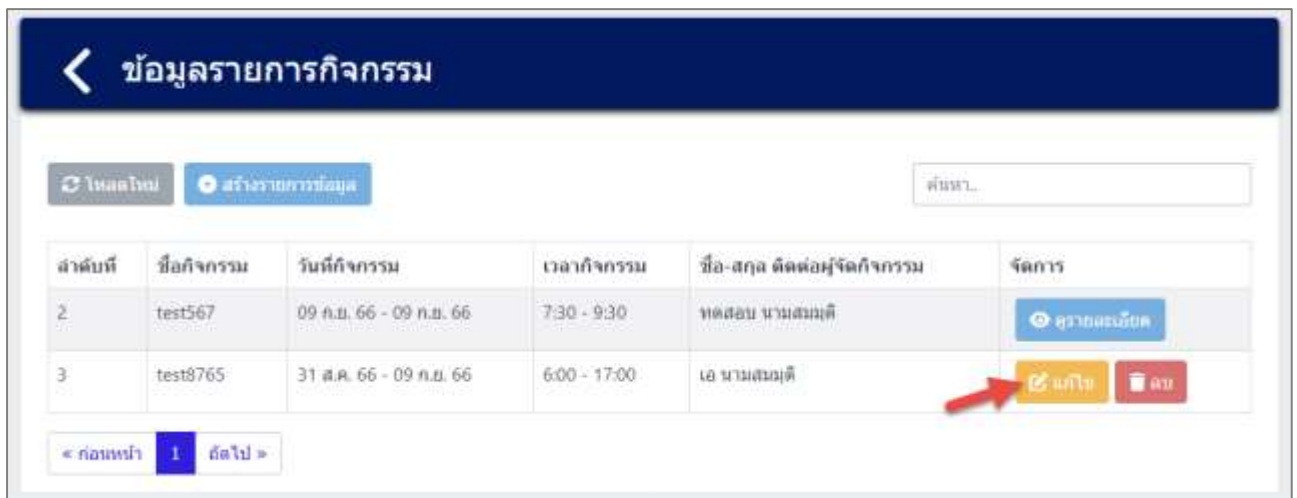 ข้อมูลรายการกิจกรรม
โหลดใหม่ สร้างรายการข้อมูล ค้นหา..
ลำดับที่ ชื่อกิจกรรม วันที่กิจกรรม เวลากิจกรรม ชื่อ-สกุล ติดต่อผู้จัดกิจกรรม จัดการ
2 test567 09 ก.ย. 66 - 09 ก.ย. 66 7:30 - 9:30 ทดสอบ นามสมมุติ ดูรายละเอียด
3 test8765 31 ส.ค. 66 - 09 ก.ย. 66 6:00 - 17:00 เอ นามสมมุติ แก้ไข ลบ
« ก่อนหน้า 1 ถัดไป »